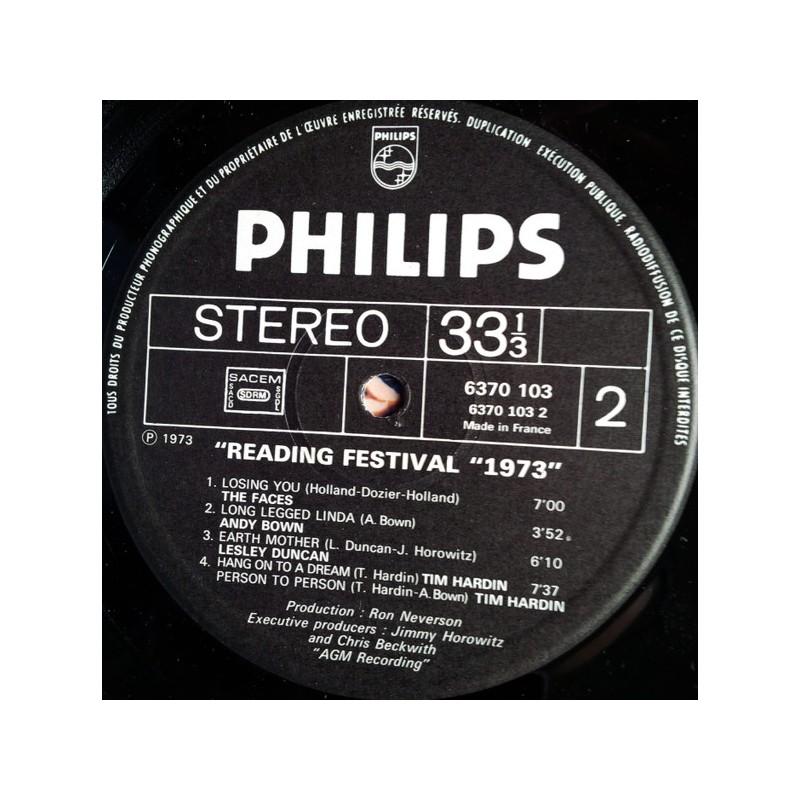 TOUS DROITS DU PRODUCTEUR PHONOGRAPHIQUE ET DU PROPRIÉTAIRE DE L'ŒUVRE ENREGISTRÉE RÉSERVÉS. DUPLICATION EXÉCUTION PUBLIQUE, RADIODIFFUSION DE CE DISQUE INTERDITES
PHILIPS
PHILIPS
STEREO 33 1/3
SACEM
SACD SDRM SGDL
6370 103
6370 103 2
Made in France
2
Ⓟ 1973
"READING FESTIVAL "1973"
1. LOSING YOU (Holland-Dozier-Holland)
THE FACES 7'00
2. LONG LEGGED LINDA (A. Bown)
ANDY BOWN 3'52
3. EARTH MOTHER (L. Duncan-J. Horowitz)
LESLEY DUNCAN 6'10
4. HANG ON TO A DREAM (T. Hardin) TIM HARDIN 7'37
PERSON TO PERSON (T. Hardin-A. Bown) TIM HARDIN
Production : Ron Neverson
Executive producers : Jimmy Horowitz
and Chris Beckwith
"AGM Recording"